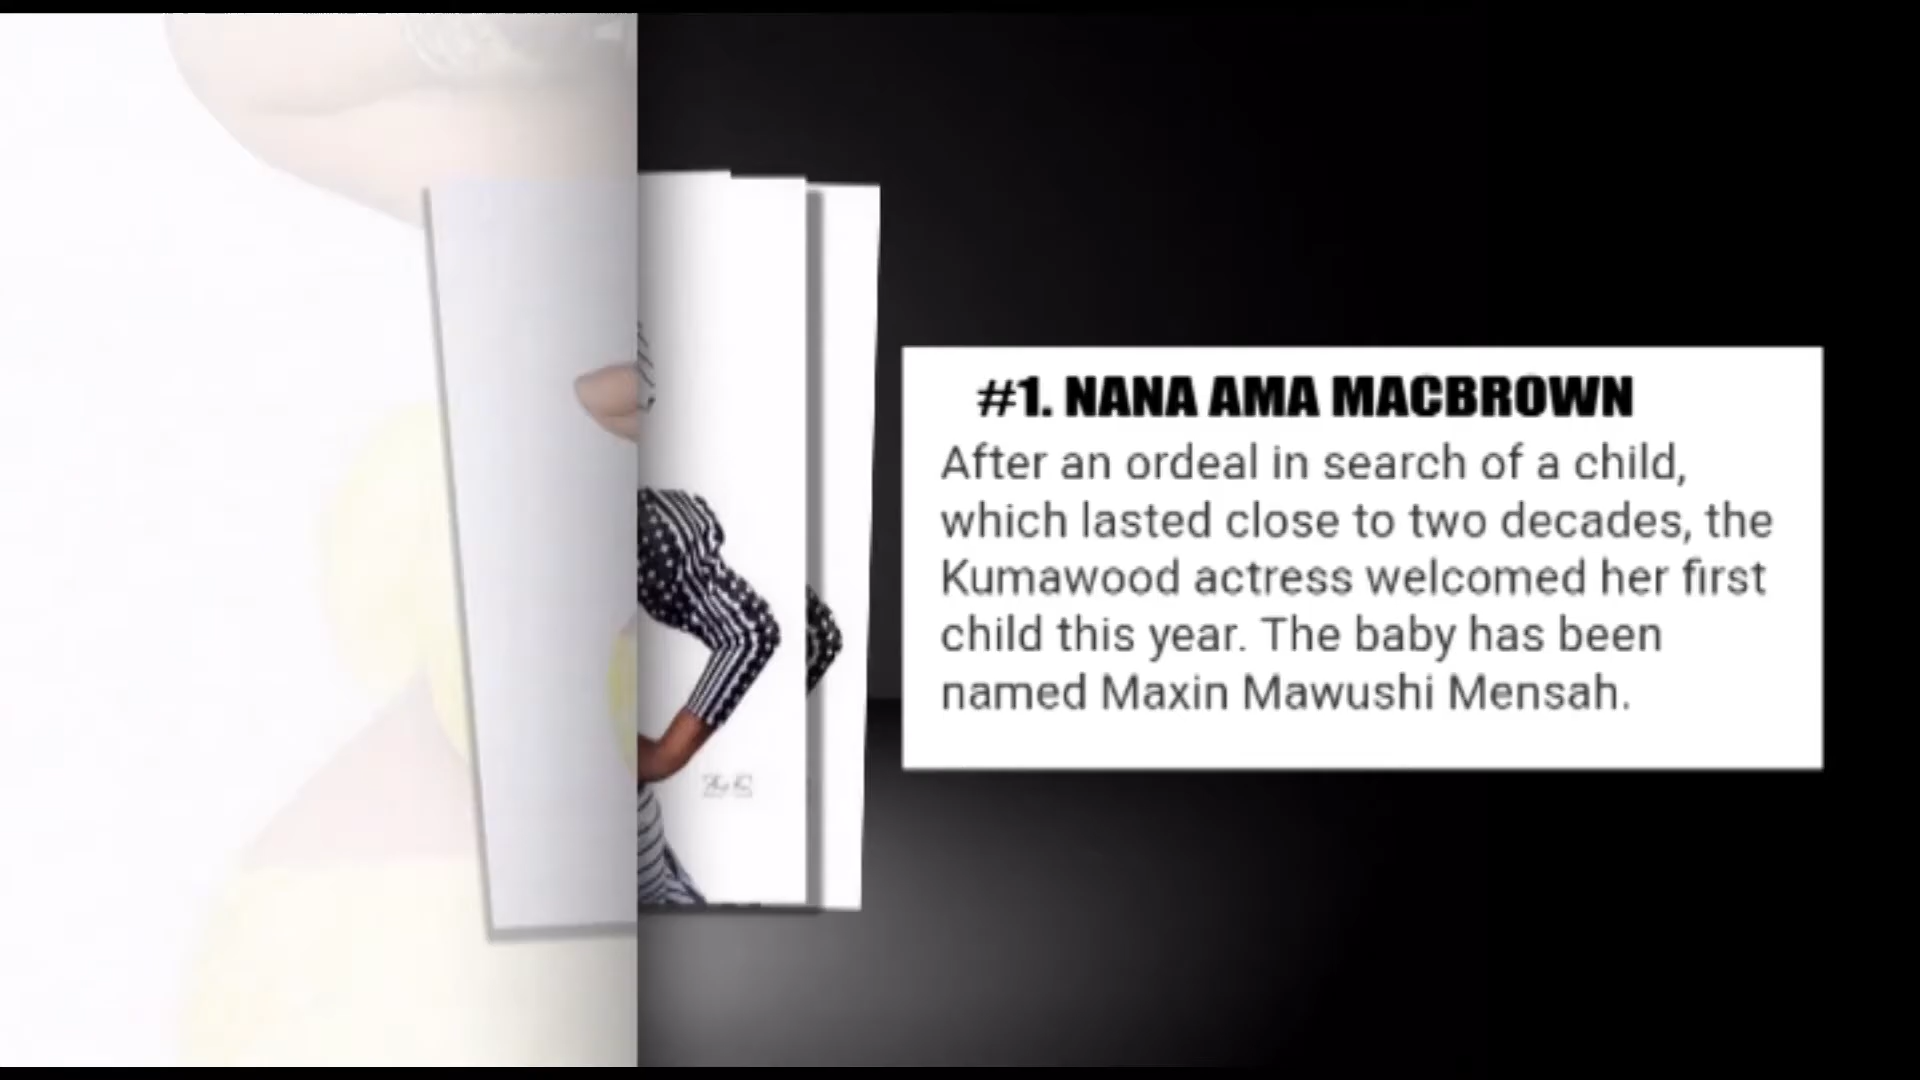 #1. NANA AMA MACBROWN
After an ordeal in search of a child,
which lasted close to two decades, the
Kumawood actress welcomed her first
child this year. The baby has been
named Maxin Mawushi Mensah.